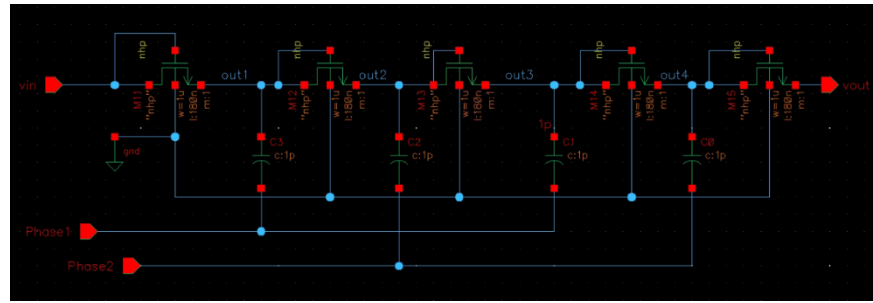 nhp
nhp
nhp
nhp
nhp
vin
out1
out2
out3
out4
vout
M11
"nhp"
w=1u
l:180n
m:1
M12
"nhp"
w=1u
l:180n
m:1
M13
"nhp"
w=1u
l:180n
m:1
M14
"nhp"
w=1u
l:180n
m:1
M15
"nhp"
w=1u
l:180n
m:1
gnd
C3
c:1p
C2
c:1p
1p
C1
c:1p
C0
c:1p
Phase1
Phase2